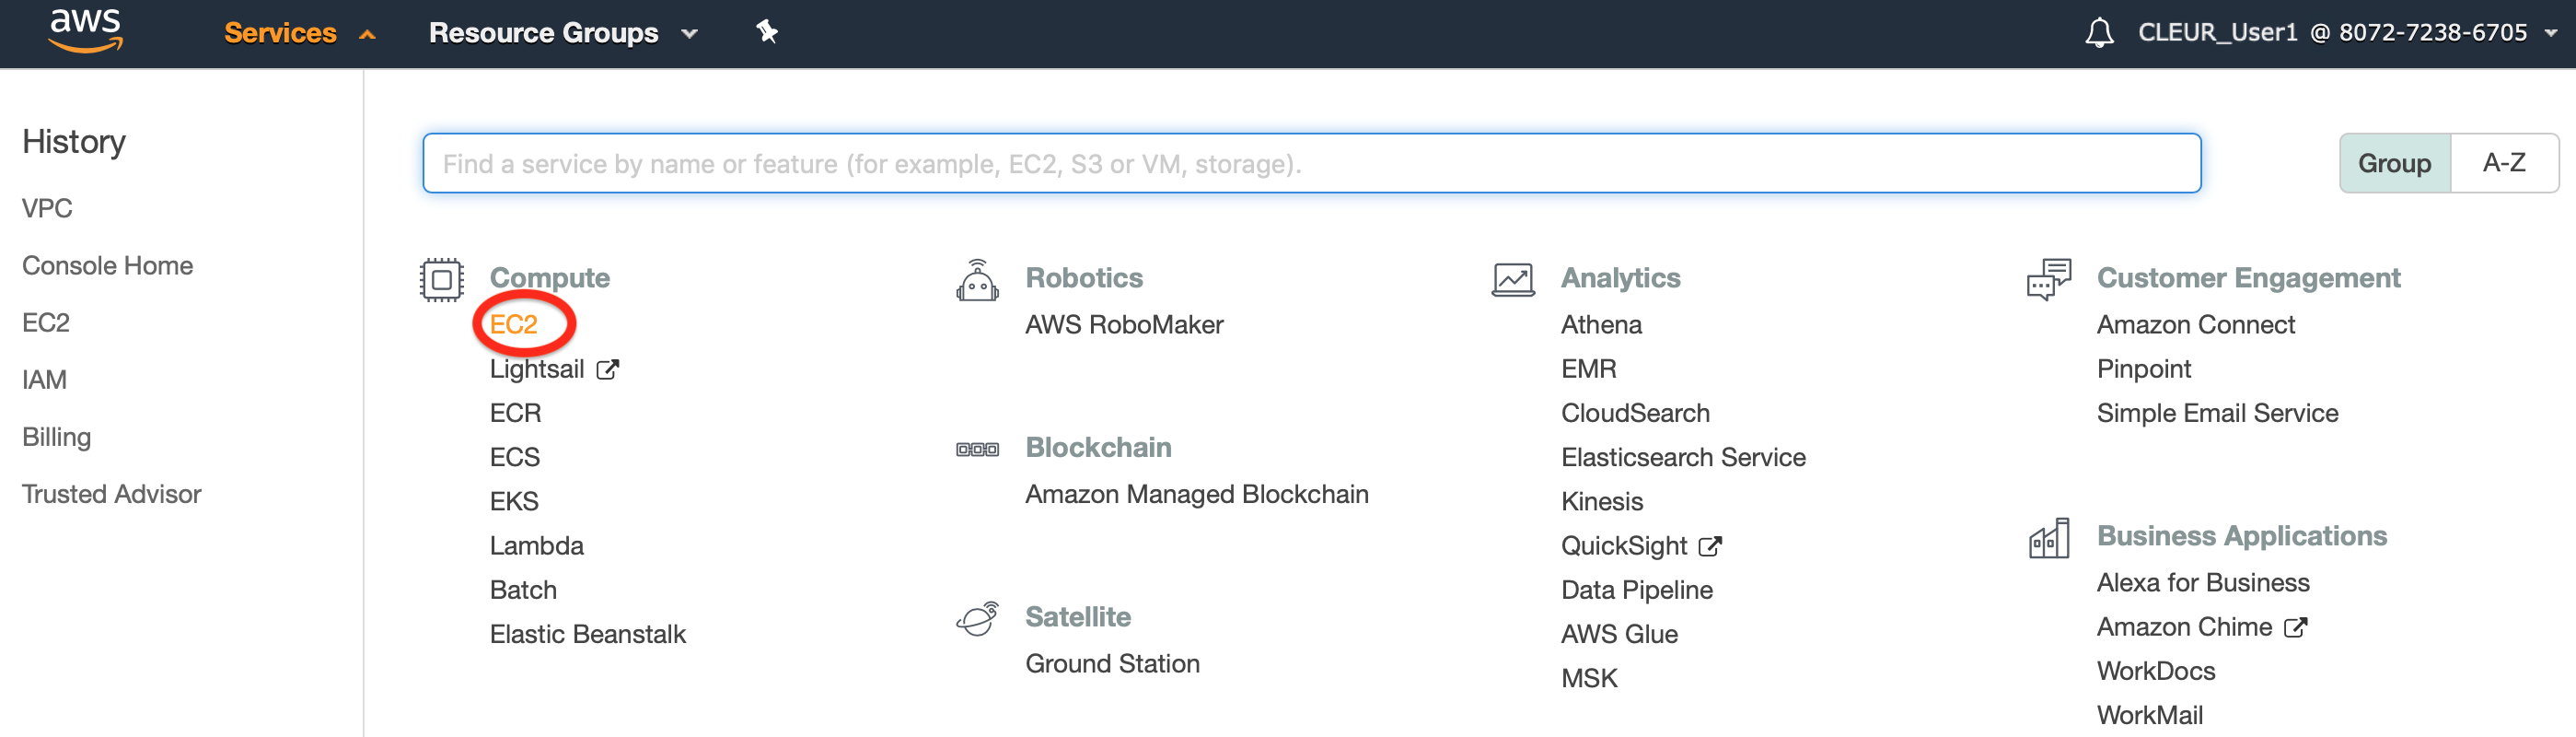 aws
Services
Resource Groups
CLEUR_User1 @ 8072-7238-6705
History
VPC
Console Home
EC2
IAM
Billing
Trusted Advisor
Find a service by name or feature (for example, EC2, S3 or VM, storage).
Group
A-Z
Compute
EC2
Lightsail
ECR
ECS
EKS
Lambda
Batch
Elastic Beanstalk
Robotics
AWS RoboMaker
Blockchain
Amazon Managed Blockchain
Satellite
Ground Station
Analytics
Athena
EMR
CloudSearch
Elasticsearch Service
Kinesis
QuickSight
Data Pipeline
AWS Glue
MSK
Customer Engagement
Amazon Connect
Pinpoint
Simple Email Service
Business Applications
Alexa for Business
Amazon Chime
WorkDocs
WorkMail